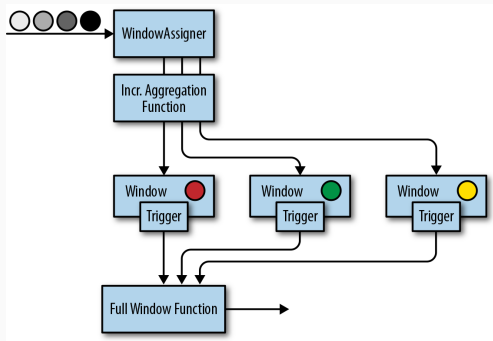 WindowAssigner
Incr. Aggregation
Function
Window
Trigger
Window
Trigger
Window
Trigger
Full Window Function